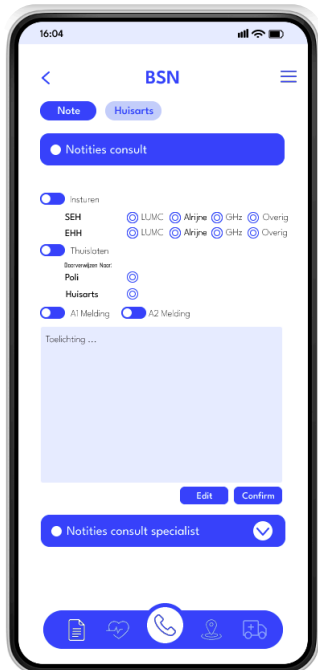 16:04
BSN
Note Huisarts
Notities consult
Insturen
SEH LUMC Alrijne GHz Overig
EHH LUMC Alrijne GHz Overig
Thuislaten
Doorverwijzen Naar:
Poli
Huisarts
A1 Melding A2 Melding
Toelichting ...
Edit Confirm
Notities consult specialist